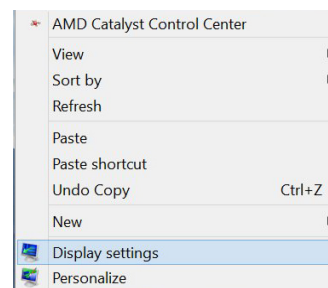 AMD Catalyst Control Center
View
Sort by
Refresh
Paste
Paste shortcut
Undo Copy Ctrl+Z
New
Display settings
Personalize